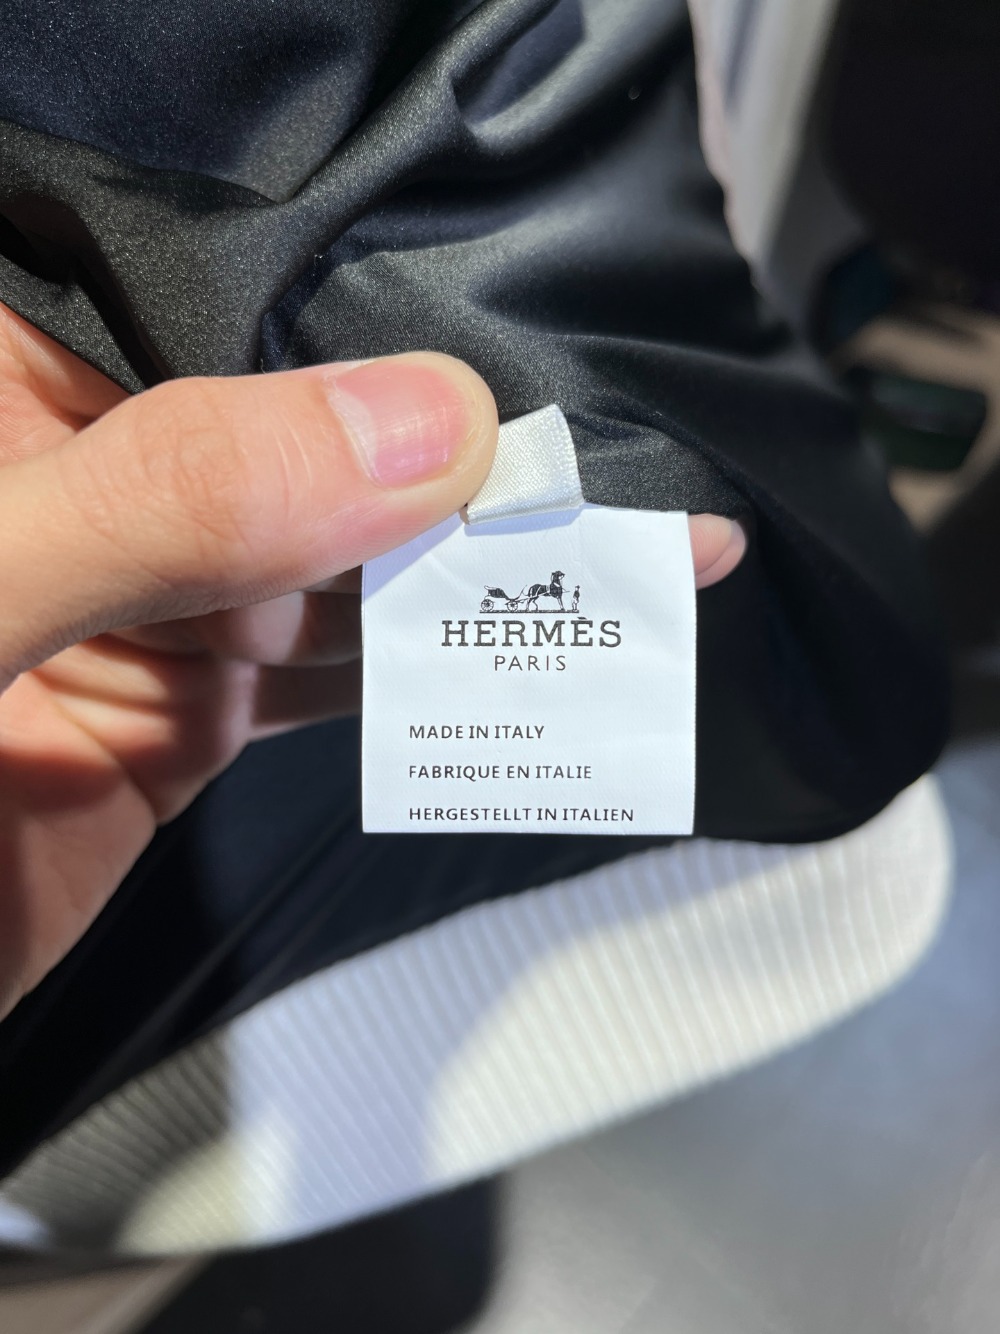 HERMÈS
PARIS
MADE IN ITALY
FABRIQUE EN ITALIE
HERGESTELLT IN ITALIEN